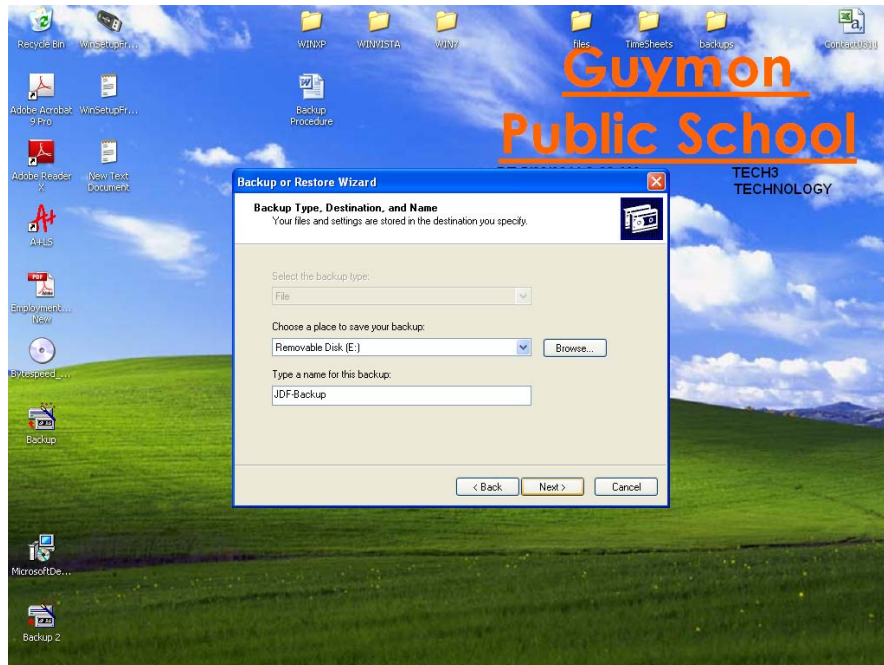 Recycle Bin
WinSetupFr...
WINXP
WINVISTA
WIN7
files
TimeSheets
backups
Guymon
Public School
Adobe Acrobat
9 Pro
WinSetupFr...
Backup
Procedure
TECH3
TECHNOLOGY
Adobe Reader
X
New Text
Document
A+LS
Employment...
New
Bytespeed_...
Backup
MicrosoftDe...
Backup 2
Backup or Restore Wizard
Backup Type, Destination, and Name
Your files and settings are stored in the destination you specify.
Select the backup type:
File
Choose a place to save your backup:
Removable Disk (E:)
Browse...
Type a name for this backup:
JDF-Backup
< Back
Next >
Cancel